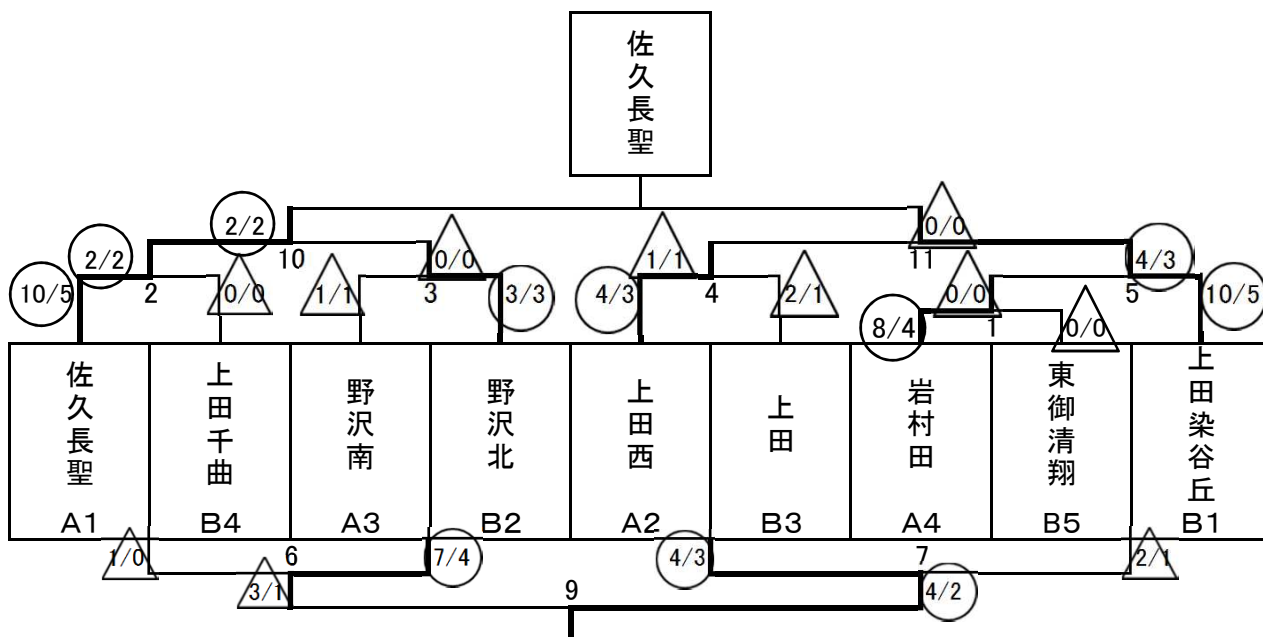 佐久長聖
2/2
0/0
2/2
0/0
1/1
4/3
10
11
10/5
2
0/0
1/1
3
3/3
4/3
4
2/1
0/0
5
10/5
8/4
1
0/0
佐久長聖
上田千曲
野沢南
野沢北
上田西
上田
岩村田
東御清翔
上田染谷丘
A1
B4
A3
B2
A2
B3
A4
B5
B1
1/0
6
7/4
4/3
7
2/1
3/1
9
4/2